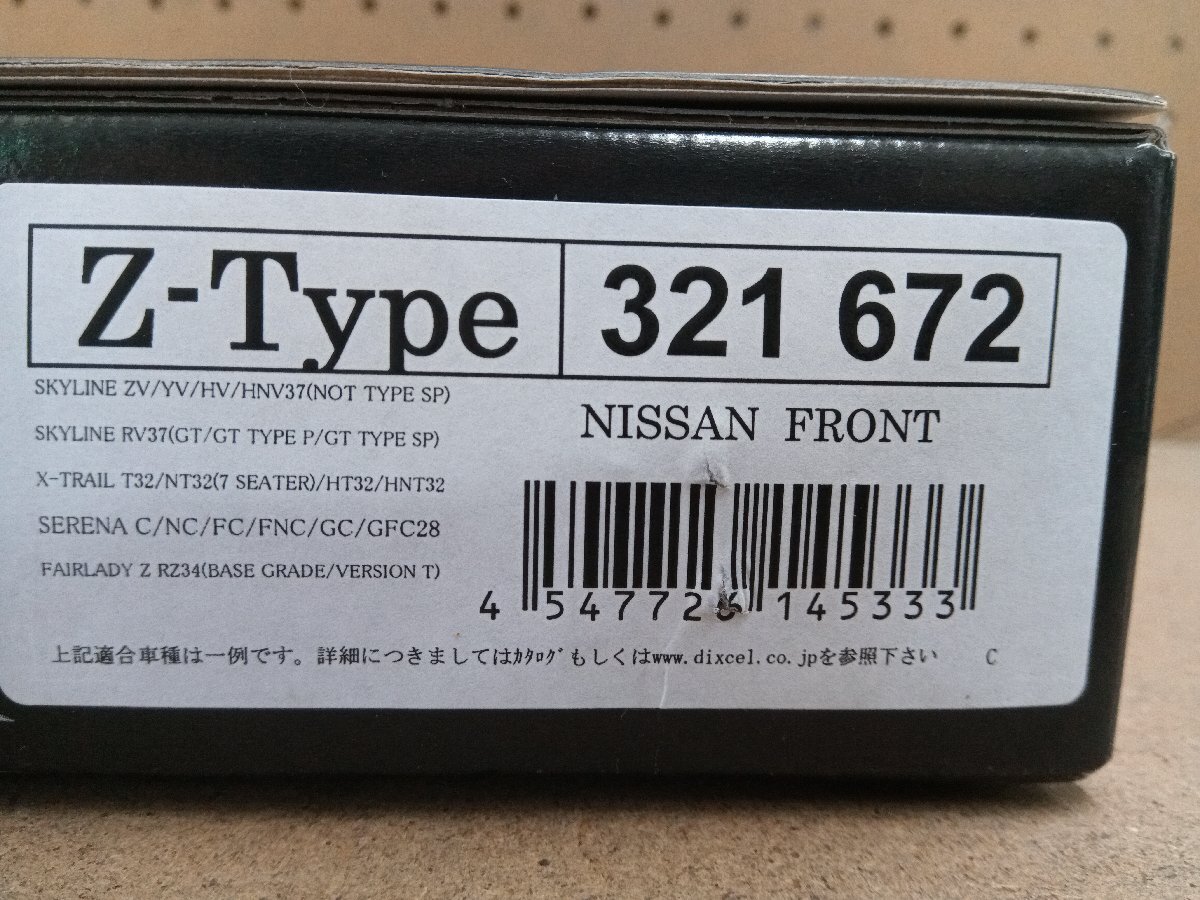 Z-Type 321 672
SKYLINE ZV/YV/HV/HNV37(NOT TYPE SP)
SKYLINE RV37(GT/GT TYPE P/GT TYPE SP)
X-TRAIL T32/NT32(7 SEATER)/HT32/HNT32
SERENA C/NC/FC/FNC/GC/GFC28
FAIRLADY Z RZ34(BASE GRADE/VERSION T)
NISSAN FRONT
4 547728 145333
上記適合車種は一例です。詳細につきましてはｶﾀﾛｸﾞもしくはwww.dixcel.co.jpを参照下さい C